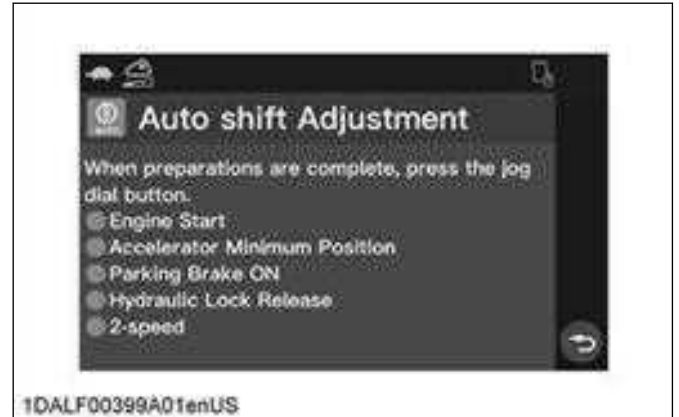 Auto shift Adjustment
When preparations are complete, press the jog
dial button.
Engine Start
Accelerator Minimum Position
Parking Brake ON
Hydraulic Lock Release
2-speed
1DALF00399A01enUS